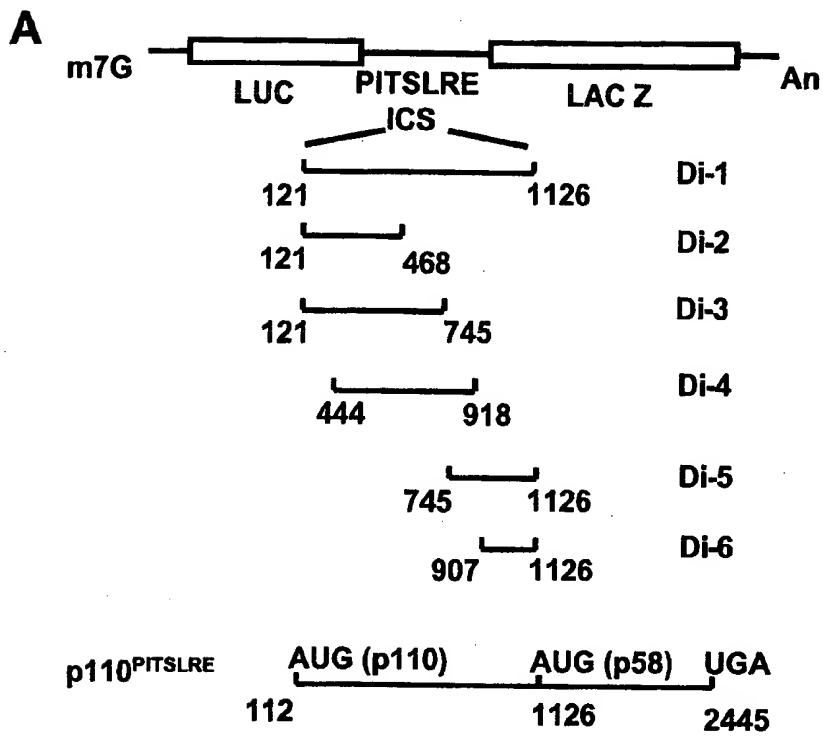 A
m7G LUC PITSLRE LAC Z An
ICS
121 1126 Di-1
121 468 Di-2
121 745 Di-3
444 918 Di-4
745 1126 Di-5
907 1126 Di-6
p110PITSLRE AUG (p110) AUG (p58) UGA
112 1126 2445